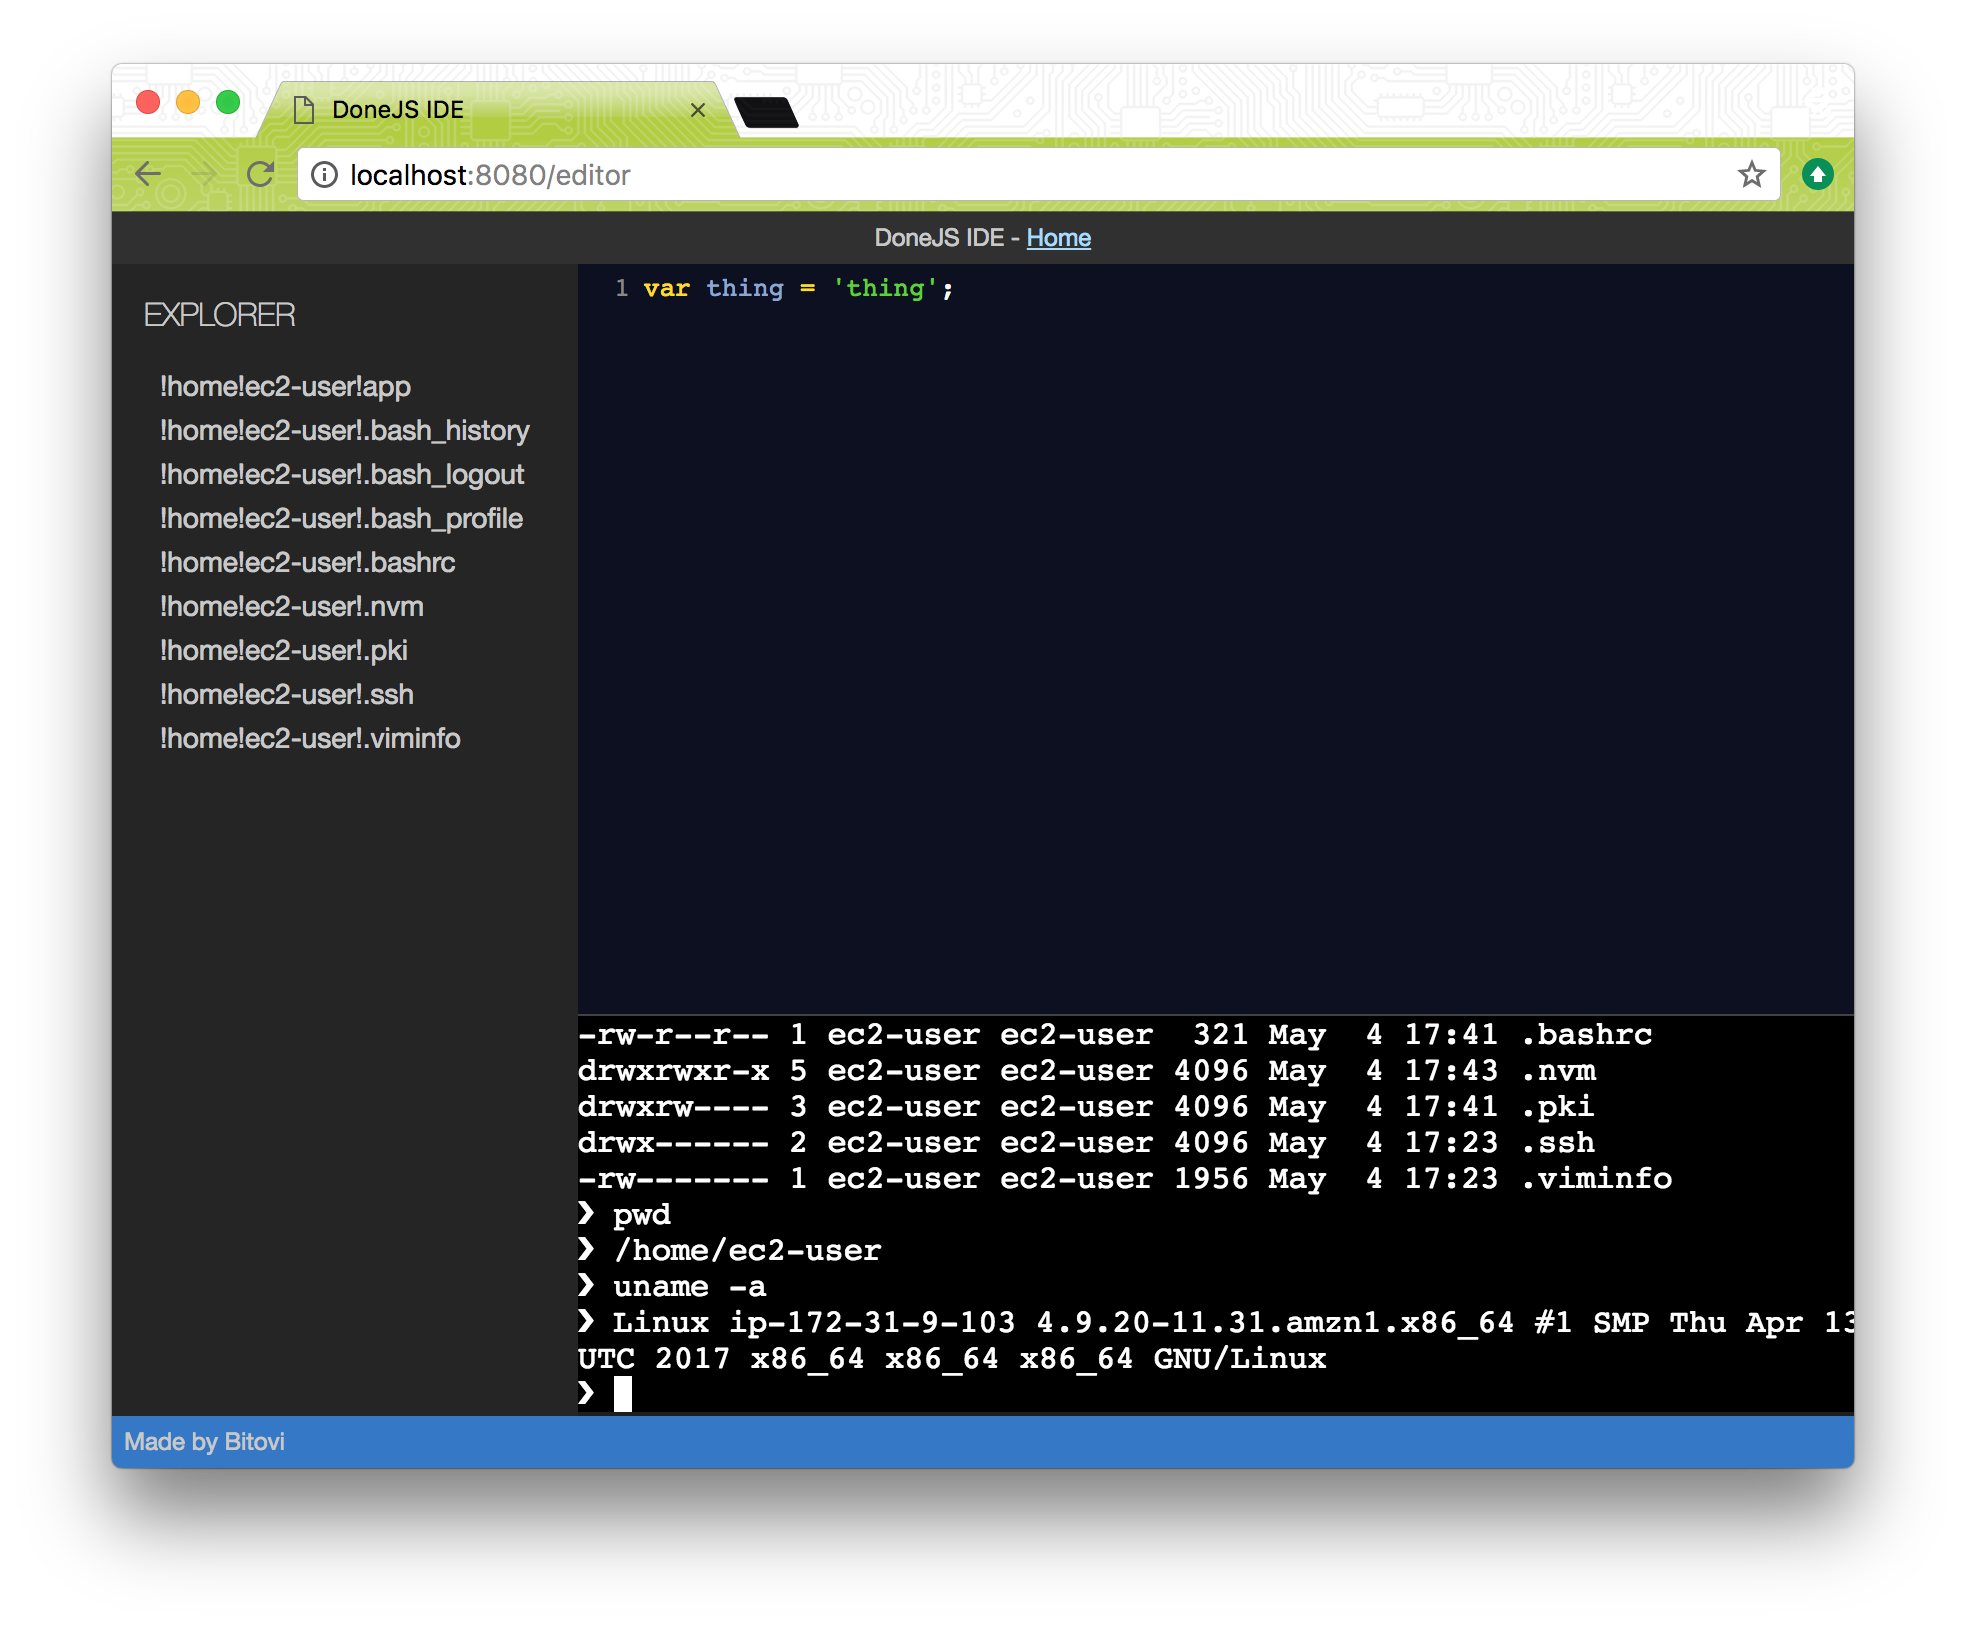 DoneJS IDE
localhost:8080/editor
DoneJS IDE - Home
EXPLORER
!home!ec2-user!app
!home!ec2-user!.bash_history
!home!ec2-user!.bash_logout
!home!ec2-user!.bash_profile
!home!ec2-user!.bashrc
!home!ec2-user!.nvm
!home!ec2-user!.pki
!home!ec2-user!.ssh
!home!ec2-user!.viminfo
1 var thing = 'thing';
-rw-r--r-- 1 ec2-user ec2-user  321 May  4 17:41 .bashrc
drwxrwxr-x 5 ec2-user ec2-user 4096 May  4 17:43 .nvm
drwxrw---- 3 ec2-user ec2-user 4096 May  4 17:41 .pki
drwx------ 2 ec2-user ec2-user 4096 May  4 17:23 .ssh
-rw------- 1 ec2-user ec2-user 1956 May  4 17:23 .viminfo
❯ pwd
❯ /home/ec2-user
❯ uname -a
❯ Linux ip-172-31-9-103 4.9.20-11.31.amzn1.x86_64 #1 SMP Thu Apr 13
UTC 2017 x86_64 x86_64 x86_64 GNU/Linux
❯
Made by Bitovi